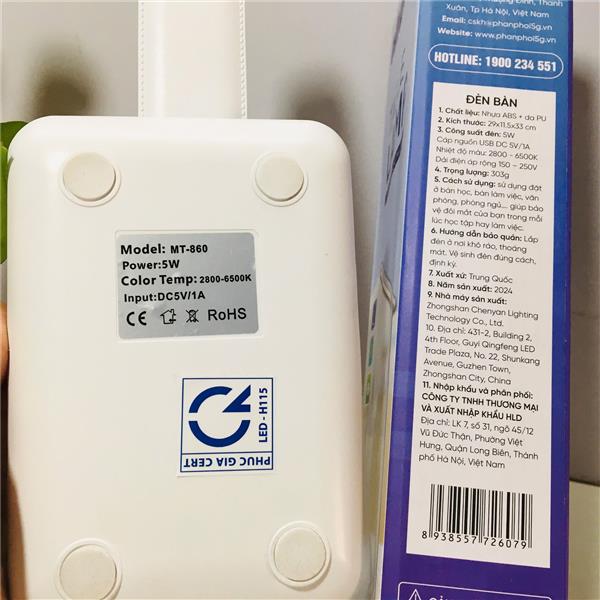 Model: MT-860
Power:5W
Color Temp: 2800-6500K
Input:DC5V/1A
CE RoHS
PHUC GIA CERT
LED - H115
Thượng Đình, Thanh
Xuân, Tp Hà Nội, Việt Nam
Email: cskh@phanphoi5g.vn
Website: www.phanphoi5g.vn
HOTLINE: 1900 234 551
ĐÈN BÀN
1. Chất liệu: Nhựa ABS + da PU
2. Kích thước: 29x11.5x33 cm
3. Công suất đèn: 5W
Cáp nguồn USB DC 5V/1A
Nhiệt độ màu: 2800 - 6500K
Dải điện áp rộng 150 – 250V
4. Trọng lượng: 303g
5. Cách sử dụng: sử dụng đặt
ở bàn học, bàn làm việc, văn
phòng, phòng ngủ.... giúp bảo
vệ đôi mắt của bạn trong mỗi
lúc học tập hay làm việc.
6. Hướng dẫn bảo quản: Lắp
đèn ở nơi khô ráo, thoáng
mát. Vệ sinh đèn đúng cách,
định kỳ.
7. Xuất xứ: Trung Quốc
8. Năm sản xuất: 2024
9. Nhà máy sản xuất:
Zhongshan Chenyan Lighting
Technology Co., Ltd.
10. Địa chỉ: 431-2, Building 2,
4th Floor, Guyi Qingfeng LED
Trade Plaza, No. 22, Shunkang
Avenue, Guzhen Town,
Zhongshan City, China
11. Nhập khẩu và phân phối:
CÔNG TY TNHH THƯƠNG MẠI
VÀ XUẤT NHẬP KHẨU HLD
Địa chỉ: LK 7, số 31, ngõ 45/12
Vũ Đức Thận, Phường Việt
Hưng, Quận Long Biên, Thành
phố Hà Nội, Việt Nam
8 938557 726079